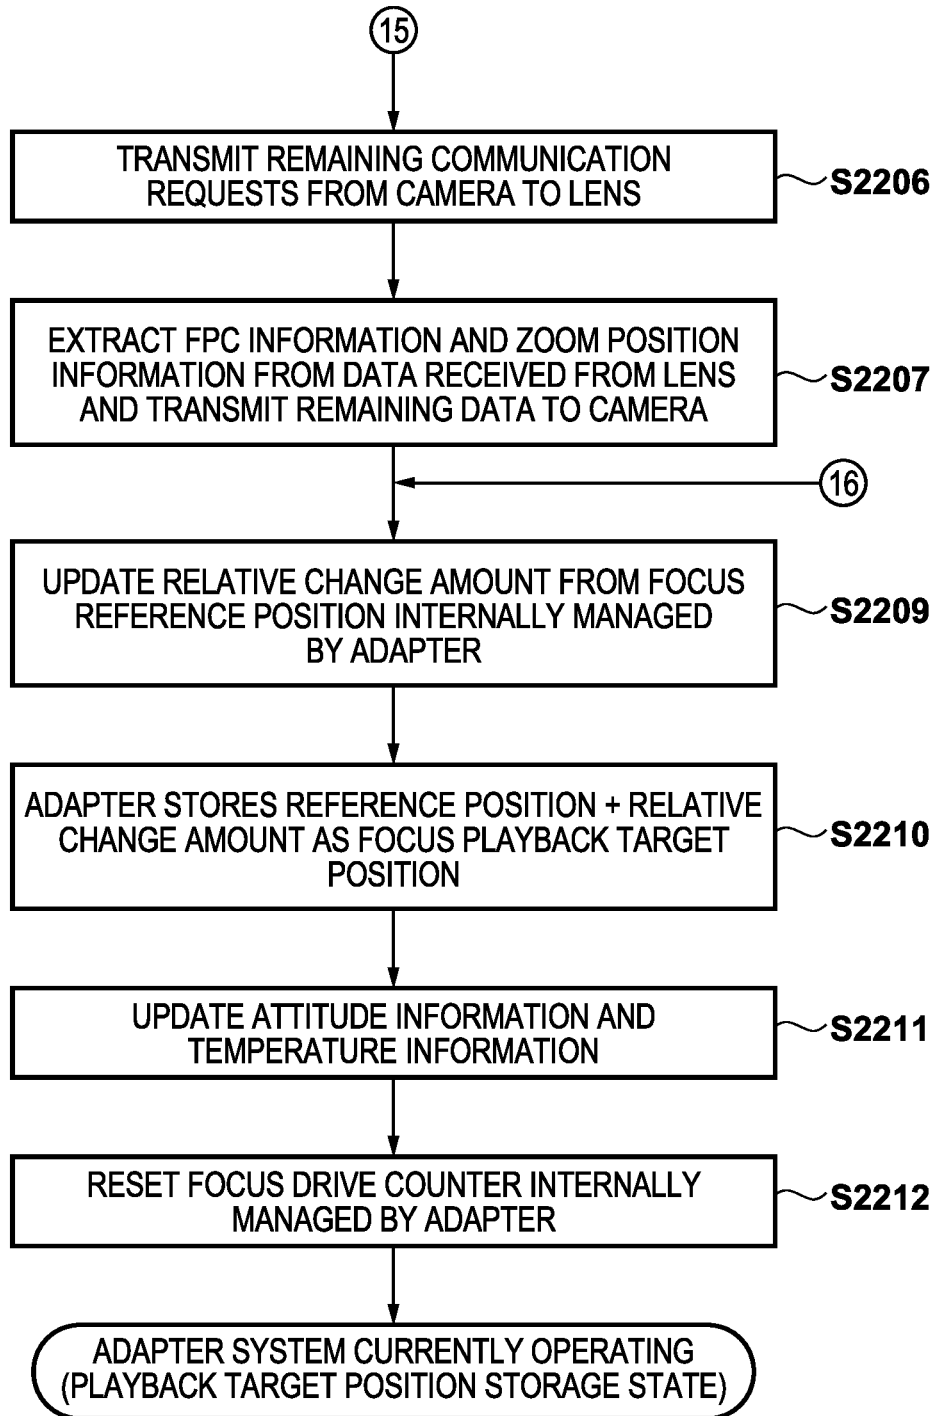 15
TRANSMIT REMAINING COMMUNICATION
REQUESTS FROM CAMERA TO LENS
S2206
EXTRACT FPC INFORMATION AND ZOOM POSITION
INFORMATION FROM DATA RECEIVED FROM LENS
AND TRANSMIT REMAINING DATA TO CAMERA
S2207
16
UPDATE RELATIVE CHANGE AMOUNT FROM FOCUS
REFERENCE POSITION INTERNALLY MANAGED
BY ADAPTER
S2209
ADAPTER STORES REFERENCE POSITION + RELATIVE
CHANGE AMOUNT AS FOCUS PLAYBACK TARGET
POSITION
S2210
UPDATE ATTITUDE INFORMATION AND
TEMPERATURE INFORMATION
S2211
RESET FOCUS DRIVE COUNTER INTERNALLY
MANAGED BY ADAPTER
S2212
ADAPTER SYSTEM CURRENTLY OPERATING
(PLAYBACK TARGET POSITION STORAGE STATE)